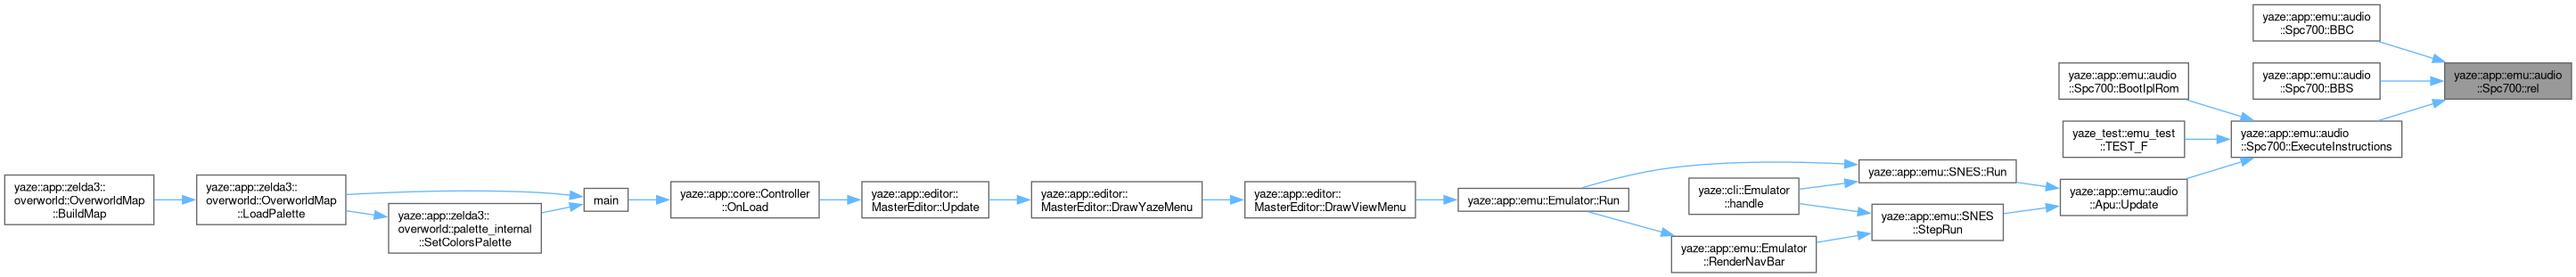 yaze::app::zelda3::
overworld::OverworldMap
::BuildMap
yaze::app::zelda3::
overworld::OverworldMap
::LoadPalette
yaze::app::zelda3::
overworld::palette_internal
::SetColorsPalette
main
yaze::app::core::Controller
::OnLoad
yaze::app::editor::
MasterEditor::Update
yaze::app::editor::
MasterEditor::DrawYazeMenu
yaze::app::editor::
MasterEditor::DrawViewMenu
yaze::app::emu::Emulator::Run
yaze::app::emu::Emulator
::RenderNavBar
yaze::cli::Emulator
::handle
yaze::app::emu::SNES::Run
yaze::app::emu::SNES
::StepRun
yaze::app::emu::audio
::Spc700::BootIplRom
yaze_test::emu_test
::TEST_F
yaze::app::emu::audio
::Apu::Update
yaze::app::emu::audio
::Spc700::BBC
yaze::app::emu::audio
::Spc700::BBS
yaze::app::emu::audio
::Spc700::ExecuteInstructions
yaze::app::emu::audio
::Spc700::rel